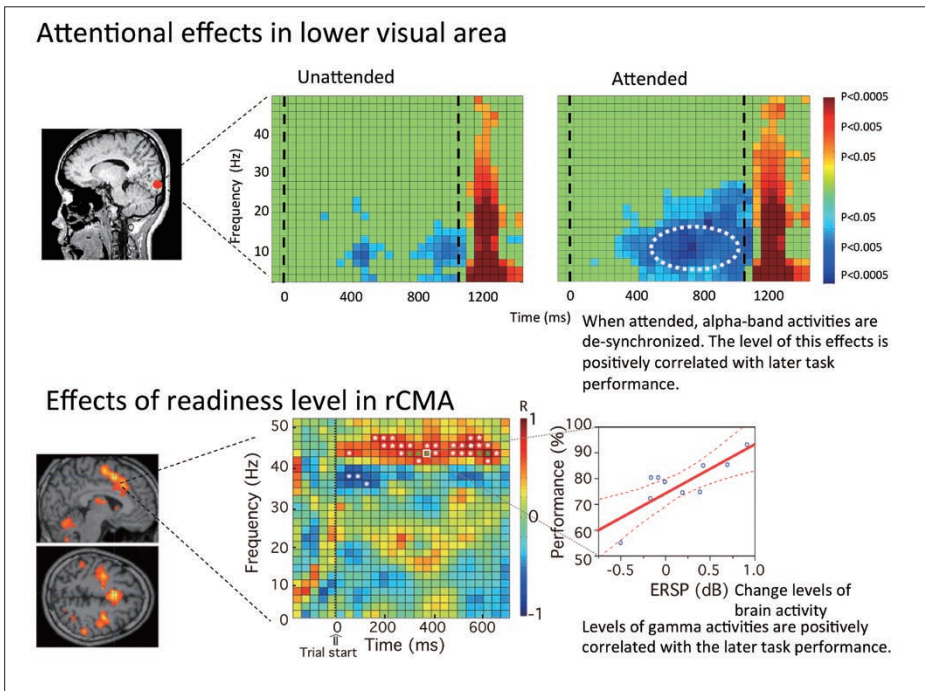 Attentional effects in lower visual area
Unattended
Attended
Frequency (Hz)
40
30
20
10
0
400
800
1200
0
400
800
1200
Time (ms)
P<0.0005
P<0.005
P<0.05
P<0.05
P<0.005
P<0.0005
When attended, alpha-band activities are
de-synchronized. The level of this effects is
positively correlated with later task
performance.
Effects of readiness level in rCMA
R
1
0
-1
Frequency (Hz)
50
40
30
20
10
0
0
200
400
600
Trial start
Time (ms)
Performance (%)
100
90
80
70
60
50
-0.5
0
0.5
1.0
ERSP (dB)
Change levels of
brain activity
Levels of gamma activities are positively
correlated with the later task performance.